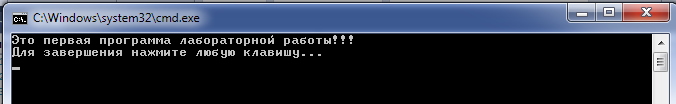 C:\Windows\system32\cmd.exe
Это первая программа лабораторной работы!!!
Для завершения нажмите любую клавишу...